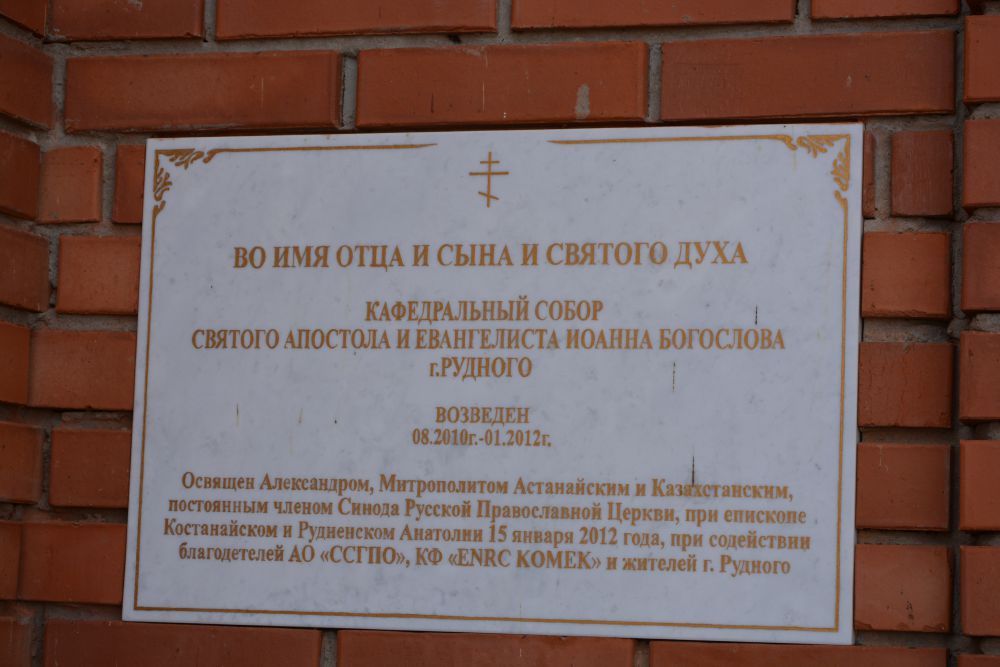 ВО ИМЯ ОТЦА И СЫНА И СВЯТОГО ДУХА
КАФЕДРАЛЬНЫЙ СОБОР
СВЯТОГО АПОСТОЛА И ЕВАНГЕЛИСТА ИОАННА БОГОСЛОВА
г.РУДНОГО
ВОЗВЕДЕН
08.2010г.-01.2012г.
Освящен Александром, Митрополитом Астанайским и Казахстанским,
постоянным членом Синода Русской Православной Церкви, при епископе
Костанайском и Рудненском Анатолии 15 января 2012 года, при содействии
благодетелей АО «ССГПО», КФ «ENRC KOMEK» и жителей г. Рудного